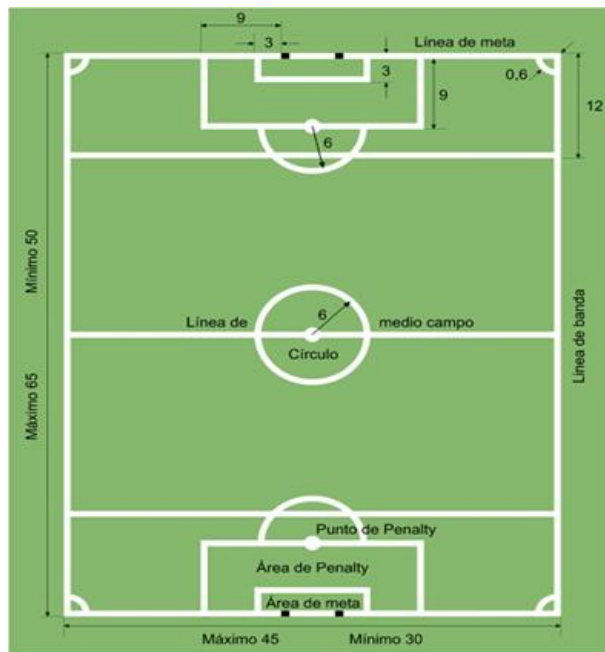 9
3
Línea de meta
3
9
0,6
12
6
Mínimo 50
Máximo 65
Línea de
6
medio campo
Círculo
Línea de banda
Punto de Penalty
Área de Penalty
Área de meta
Máximo 45
Mínimo 30